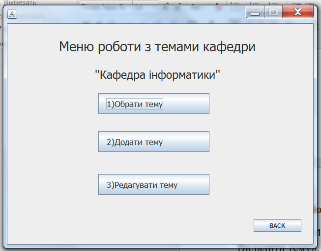 Меню роботи з темами кафедри
"Кафедра інформатики"
1)Обрати тему
2)Додати тему
3)Редагувати тему
BACK